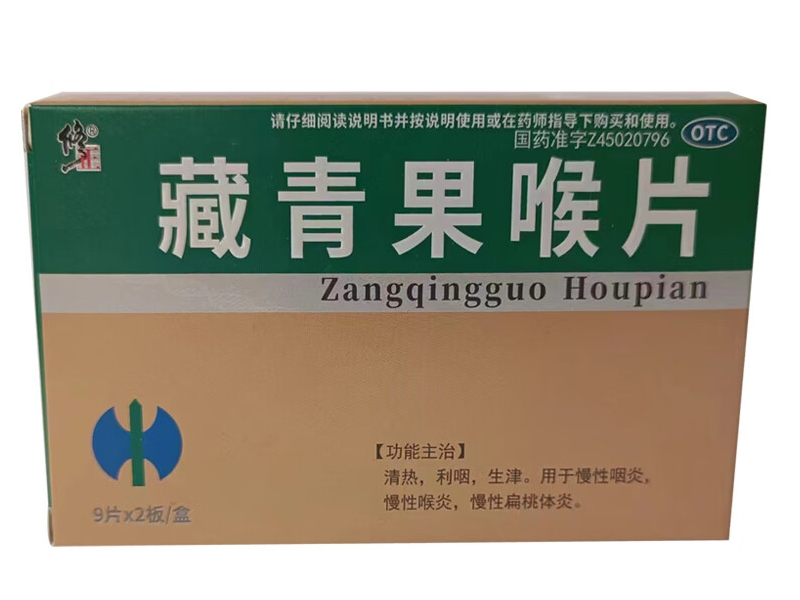 请仔细阅读说明书并按说明使用或在药师指导下购买和使用。
国药准字Z45020796
OTC
修®
正
藏青果喉片
Zangqingguo Houpian
【功能主治】
清热，利咽，生津。用于慢性咽炎，
慢性喉炎，慢性扁桃体炎。
9片x2板/盒